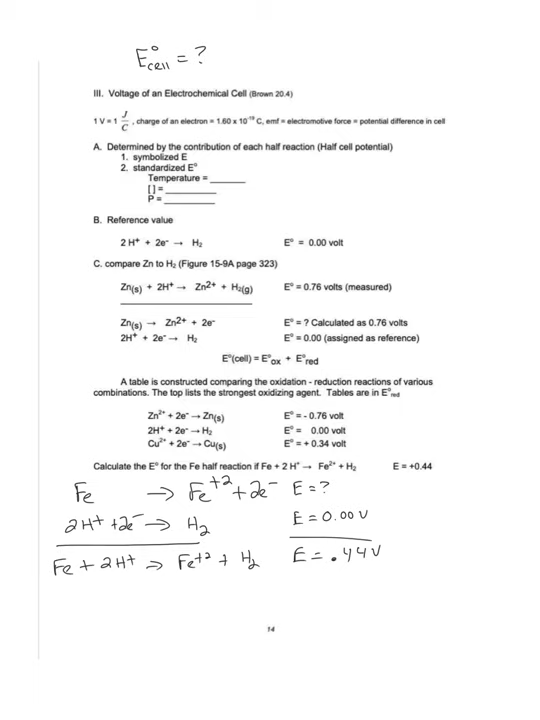 E°cell = ?
III. Voltage of an Electrochemical Cell (Brown 20.4)
1 V = 1 J/C, charge of an electron = 1.60 x 10⁻¹⁹ C, emf = electromotive force = potential difference in cell
A. Determined by the contribution of each half reaction (Half cell potential)
1. symbolized E
2. standardized E°
Temperature = ______
[ ] = ______
P = ______
B. Reference value
2 H⁺ + 2e⁻ → H₂ E° = 0.00 volt
C. compare Zn to H₂ (Figure 15-9A page 323)
Zn(s) + 2H⁺ → Zn²⁺ + H₂(g) E° = 0.76 volts (measured)
Zn(s) → Zn²⁺ + 2e⁻ E° = ? Calculated as 0.76 volts
2H⁺ + 2e⁻ → H₂ E° = 0.00 (assigned as reference)
E°(cell) = E°ox + E°red
A table is constructed comparing the oxidation - reduction reactions of various
combinations. The top lists the strongest oxidizing agent. Tables are in E°red
Zn²⁺ + 2e⁻ → Zn(s) E° = - 0.76 volt
2H⁺ + 2e⁻ → H₂ E° = 0.00 volt
Cu²⁺ + 2e⁻ → Cu(s) E° = + 0.34 volt
Calculate the E° for the Fe half reaction if Fe + 2 H⁺ → Fe²⁺ + H₂ E = +0.44
Fe → Fe⁺² + 2e⁻ E = ?
2H⁺ + 2e⁻ → H₂ E = 0.00 V
Fe + 2H⁺ → Fe⁺² + H₂ E = .44V
14